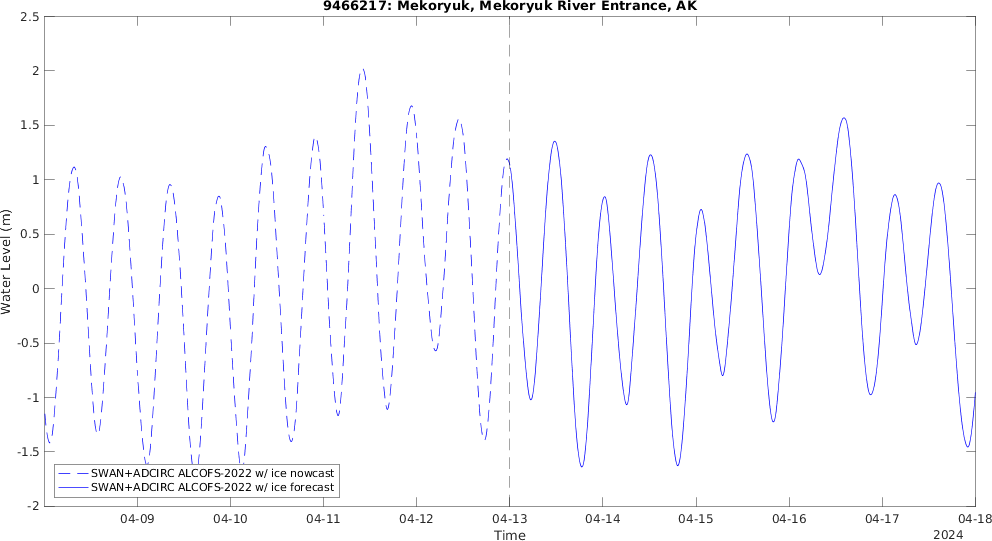 9466217: Mekoryuk, Mekoryuk River Entrance, AK
2.5
2
1.5
1
0.5
0
-0.5
-1
-1.5
-2
Water Level (m)
SWAN+ADCIRC ALCOFS-2022 w/ ice nowcast
SWAN+ADCIRC ALCOFS-2022 w/ ice forecast
04-09 04-10 04-11 04-12 04-13 04-14 04-15 04-16 04-17 04-18
Time
2024